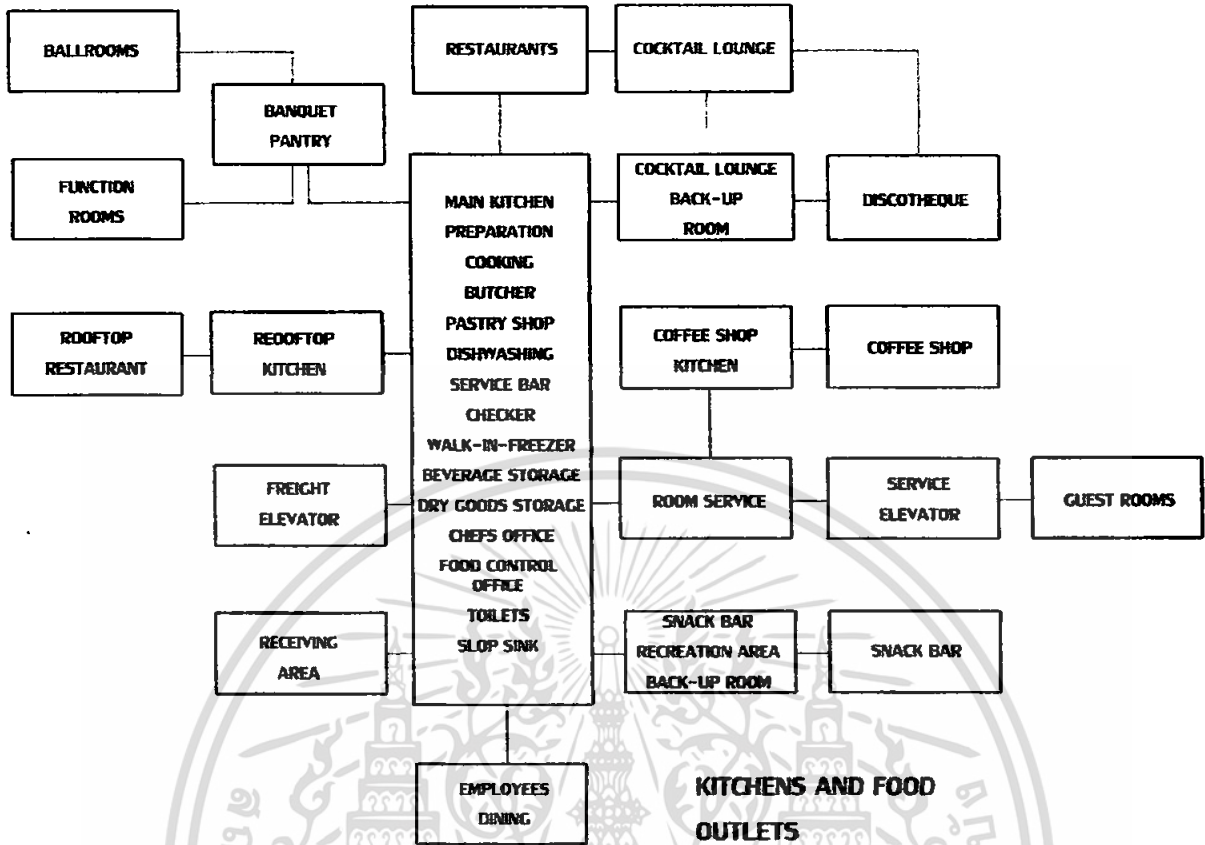 BALLROOMS
RESTAURANTS
COCKTAIL LOUNGE
BANQUET
PANTRY
FUNCTION
ROOMS
MAIN KITCHEN
PREPARATION
COOKING
BUTCHER
PASTRY SHOP
DISHWASHING
SERVICE BAR
CHECKER
WALK-IN-FREEZER
BEVERAGE STORAGE
DRY GOODS STORAGE
CHEFS OFFICE
FOOD CONTROL
OFFICE
TOILETS
SLOP SINK
COCKTAIL LOUNGE
BACK-UP
ROOM
DISCOTHEQUE
ROOFTOP
RESTAURANT
REOOFTOP
KITCHEN
COFFEE SHOP
KITCHEN
COFFEE SHOP
FREIGHT
ELEVATOR
ROOM SERVICE
SERVICE
ELEVATOR
GUEST ROOMS
RECEIVING
AREA
SNACK BAR
RECREATION AREA
BACK-UP ROOM
SNACK BAR
EMPLOYEES
DINING
KITCHENS AND FOOD
OUTLETS